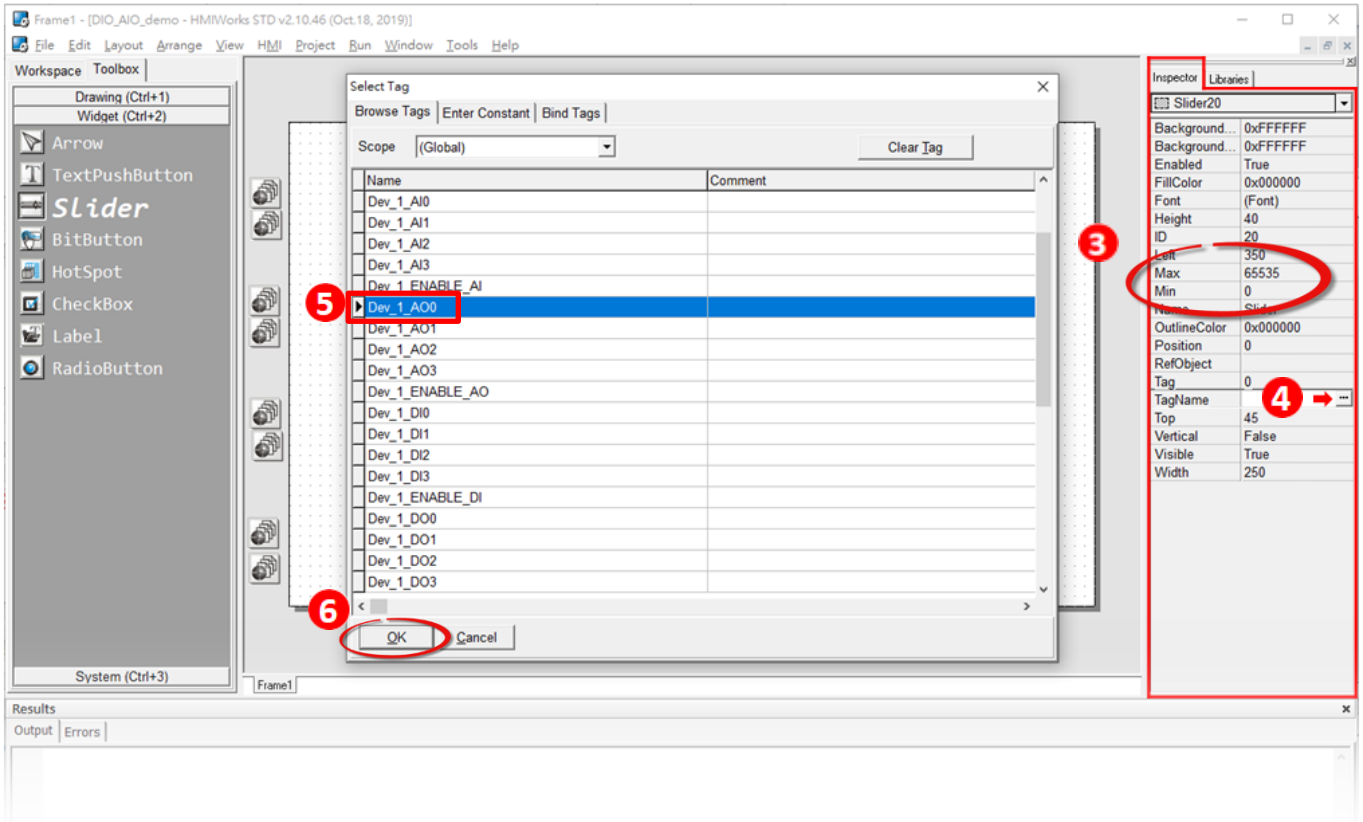 Frame1 - [DIO_AIO_demo - HMIWorks STD v2.10.46 (Oct.18, 2019)]
File Edit Layout Arrange View HMI Project Run Window Tools Help
Workspace Toolbox
Drawing (Ctrl+1)
Widget (Ctrl+2)
Arrow
TextPushButton
Slider
BitButton
HotSpot
CheckBox
Label
RadioButton
System (Ctrl+3)
Select Tag
Browse Tags Enter Constant Bind Tags
Scope (Global) Clear Tag
Name Comment
Dev_1_AI0
Dev_1_AI1
Dev_1_AI2
Dev_1_AI3
Dev_1_ENABLE_AI
5 Dev_1_AO0
Dev_1_AO1
Dev_1_AO2
Dev_1_AO3
Dev_1_ENABLE_AO
Dev_1_DI0
Dev_1_DI1
Dev_1_DI2
Dev_1_DI3
Dev_1_ENABLE_DI
Dev_1_DO0
Dev_1_DO1
Dev_1_DO2
Dev_1_DO3
6
OK Cancel
Frame1
Inspector Libraries
Slider20
Background... 0xFFFFFF
Background... 0xFFFFFF
Enabled True
FillColor 0x000000
Font (Font)
Height 40
3
ID 20
Left 350
Max 65535
Min 0
Name Slider
OutlineColor 0x000000
Position 0
RefObject
Tag 0
TagName 4 ...
Top 45
Vertical False
Visible True
Width 250
Results
Output Errors